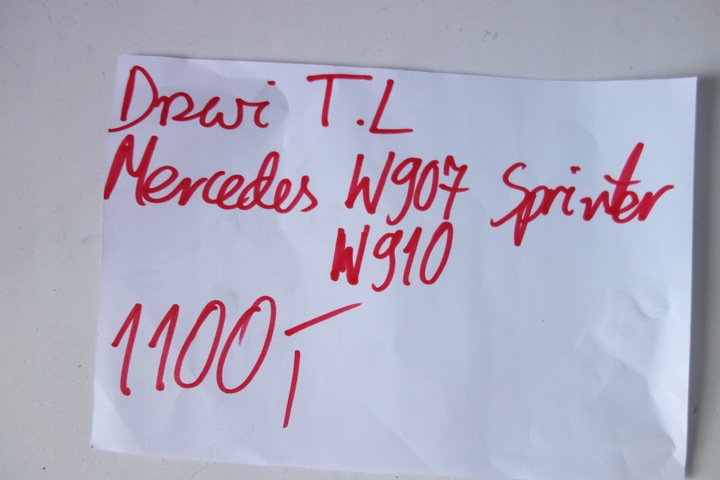 Drzwi T.L
Mercedes W907 Sprinter
W910
1100,-